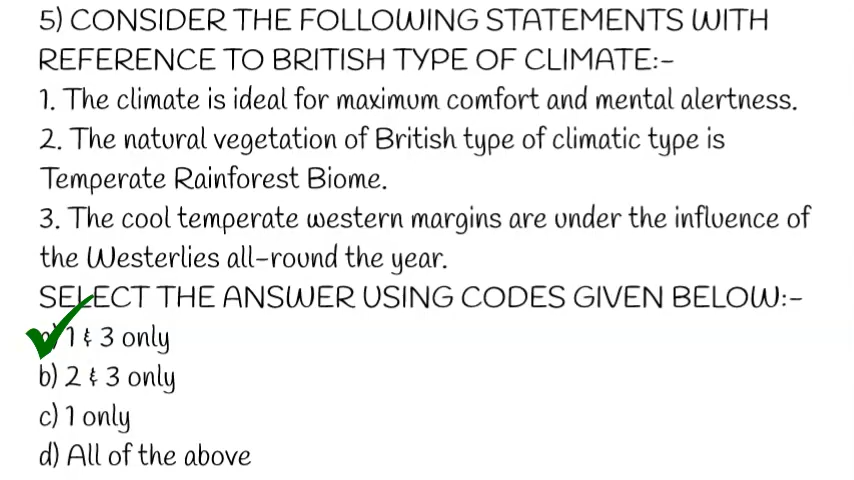 5) CONSIDER THE FOLLOWING STATEMENTS WITH
REFERENCE TO BRITISH TYPE OF CLIMATE:-
1. The climate is ideal for maximum comfort and mental alertness.
2. The natural vegetation of British type of climatic type is
Temperate Rainforest Biome.
3. The cool temperate western margins are under the influence of
the Westerlies all-round the year.
SELECT THE ANSWER USING CODES GIVEN BELOW:-
a) 1 & 3 only
b) 2 & 3 only
c) 1 only
d) All of the above